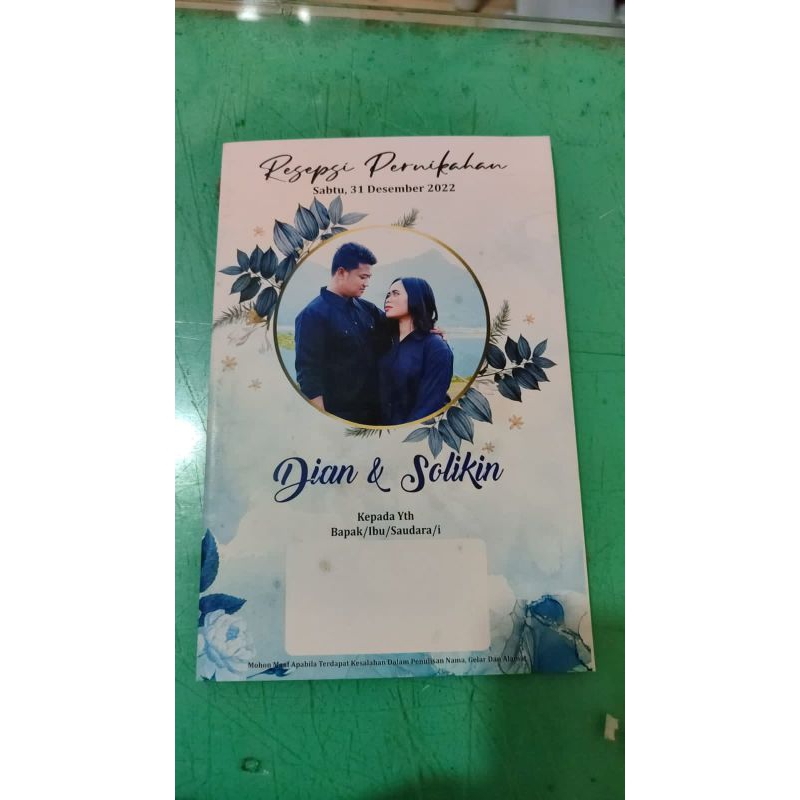 Resepsi Pernikahan
Sabtu, 31 Desember 2022
Dian & Solikin
Kepada Yth
Bapak/Ibu/Saudara/i
Mohon Maaf Apabila Terdapat Kesalahan Dalam Penulisan Nama, Gelar Dan Alamat